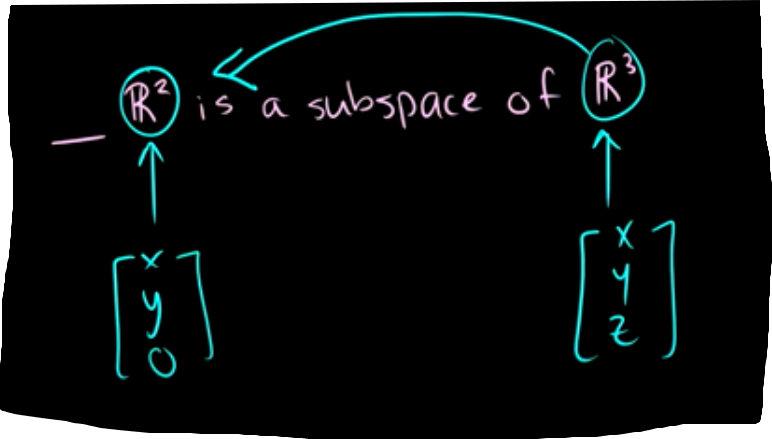 _ ℝ² is a subspace of ℝ³
[x y 0]
[x y z]